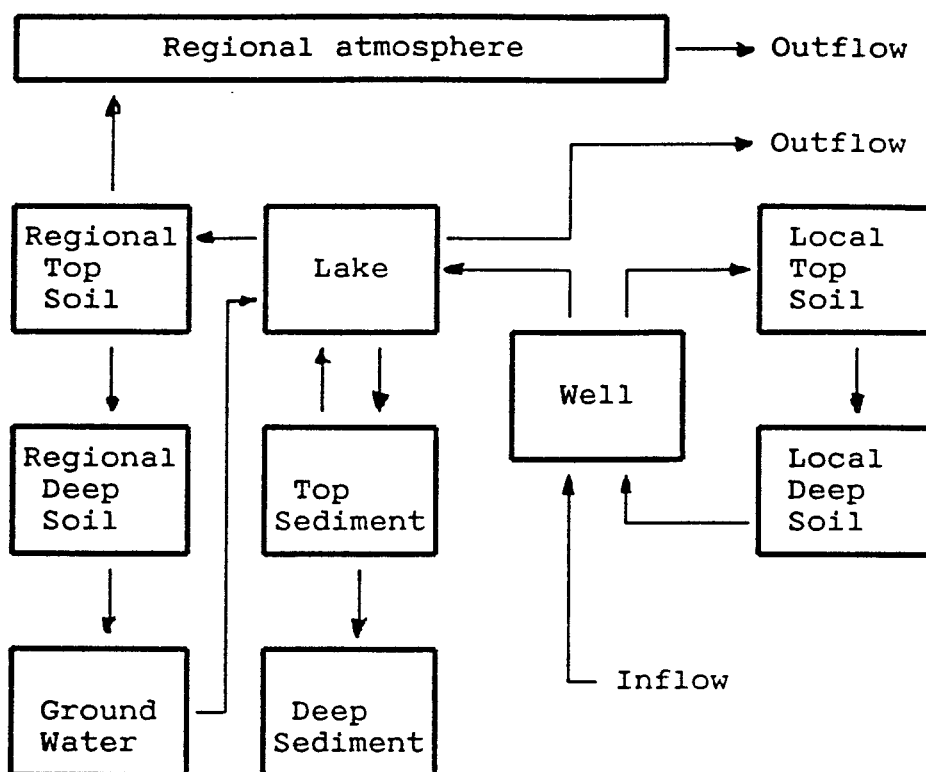 Regional atmosphere
Outflow
Outflow
Regional
Top
Soil
Lake
Local
Top
Soil
Well
Regional
Deep
Soil
Top
Sediment
Local
Deep
Soil
Inflow
Ground
Water
Deep
Sediment